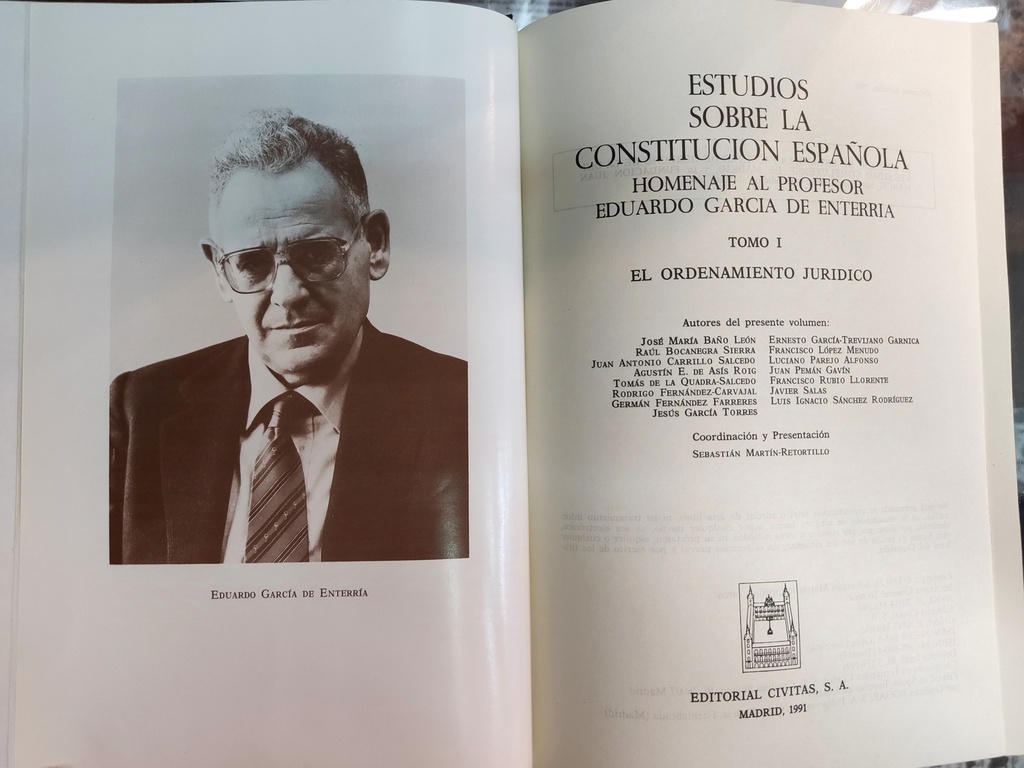 EDUARDO GARCÍA DE ENTERRÍA
ESTUDIOS
SOBRE LA
CONSTITUCION ESPAÑOLA
HOMENAJE AL PROFESOR
EDUARDO GARCIA DE ENTERRIA
TOMO I
EL ORDENAMIENTO JURIDICO
Autores del presente volumen:
JOSÉ MARÍA BAÑO LEÓN
RAÚL BOCANEGRA SIERRA
JUAN ANTONIO CARRILLO SALCEDO
AGUSTÍN E. DE ASÍS ROIG
TOMÁS DE LA QUADRA-SALCEDO
RODRIGO FERNÁNDEZ-CARVAJAL
GERMÁN FERNÁNDEZ FARRERES
JESÚS GARCÍA TORRES
ERNESTO GARCÍA-TREVIJANO GARNICA
FRANCISCO LÓPEZ MENUDO
LUCIANO PAREJO ALFONSO
JUAN PEMÁN GAVÍN
FRANCISCO RUBIO LLORENTE
JAVIER SALAS
LUIS IGNACIO SÁNCHEZ RODRÍGUEZ
Coordinación y Presentación
SEBASTIÁN MARTÍN-RETORTILLO
EDITORIAL CIVITAS, S. A.
MADRID, 1991